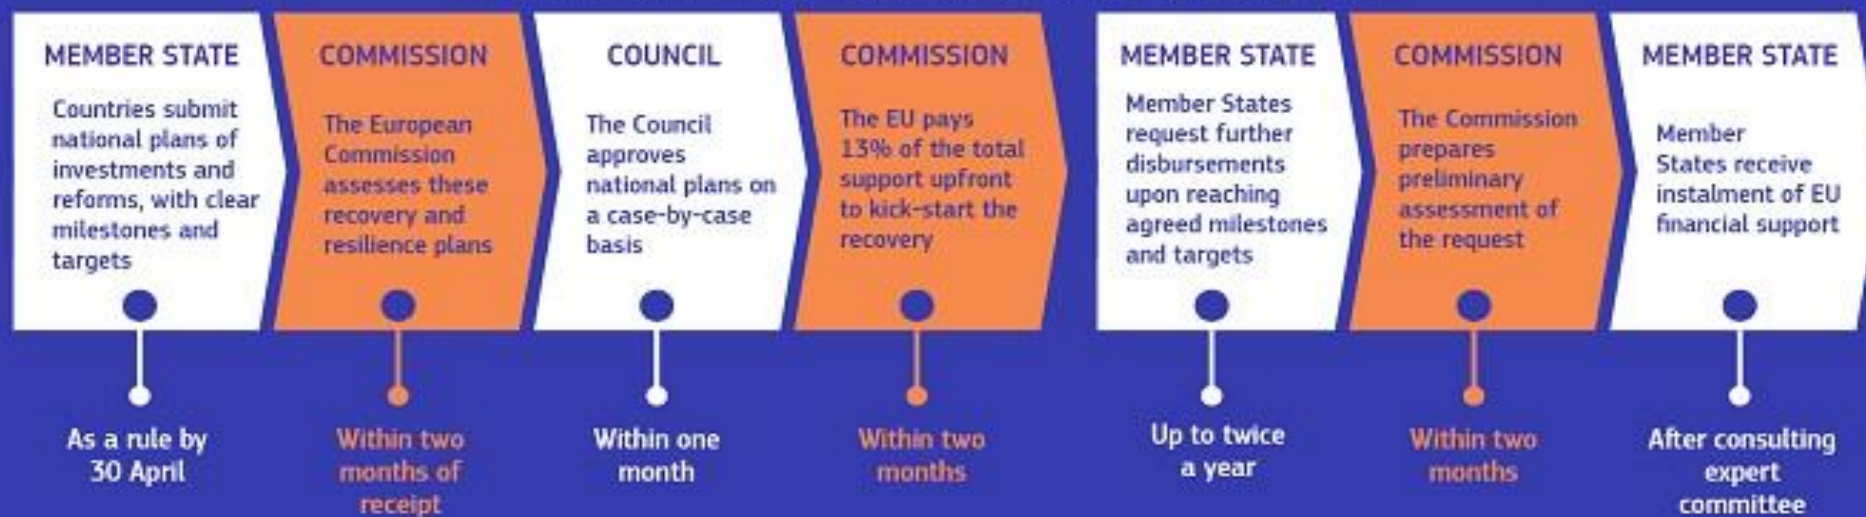 MEMBER STATE
Countries submit
national plans of
investments and
reforms, with clear
milestones and
targets
As a rule by
30 April
COMMISSION
The European
Commission
assesses these
recovery and
resilience plans
Within two
months of
receipt
COUNCIL
The Council
approves
national plans on
a case-by-case
basis
Within one
month
COMMISSION
The EU pays
13% of the total
support upfront
to kick-start the
recovery
Within two
months
MEMBER STATE
Member States
request further
disbursements
upon reaching
agreed milestones
and targets
Up to twice
a year
COMMISSION
The Commission
prepares
preliminary
assessment of
the request
Within two
months
MEMBER STATE
Member
States receive
instalment of EU
financial support
After consulting
expert
committee